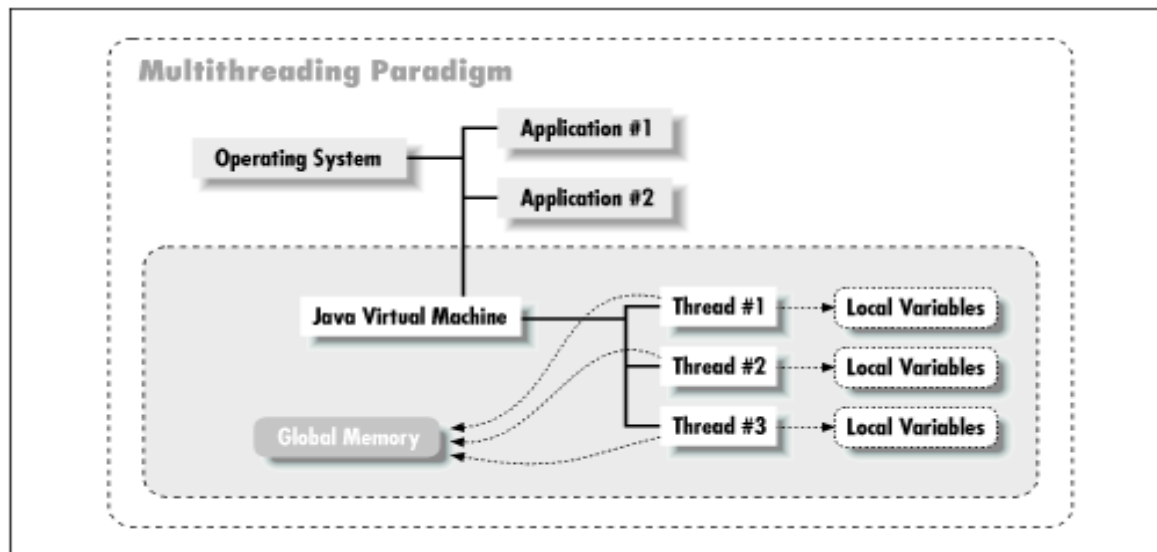 Multithreading Paradigm
Application #1
Operating System
Application #2
Java Virtual Machine
Thread #1
Local Variables
Thread #2
Local Variables
Thread #3
Local Variables
Global Memory